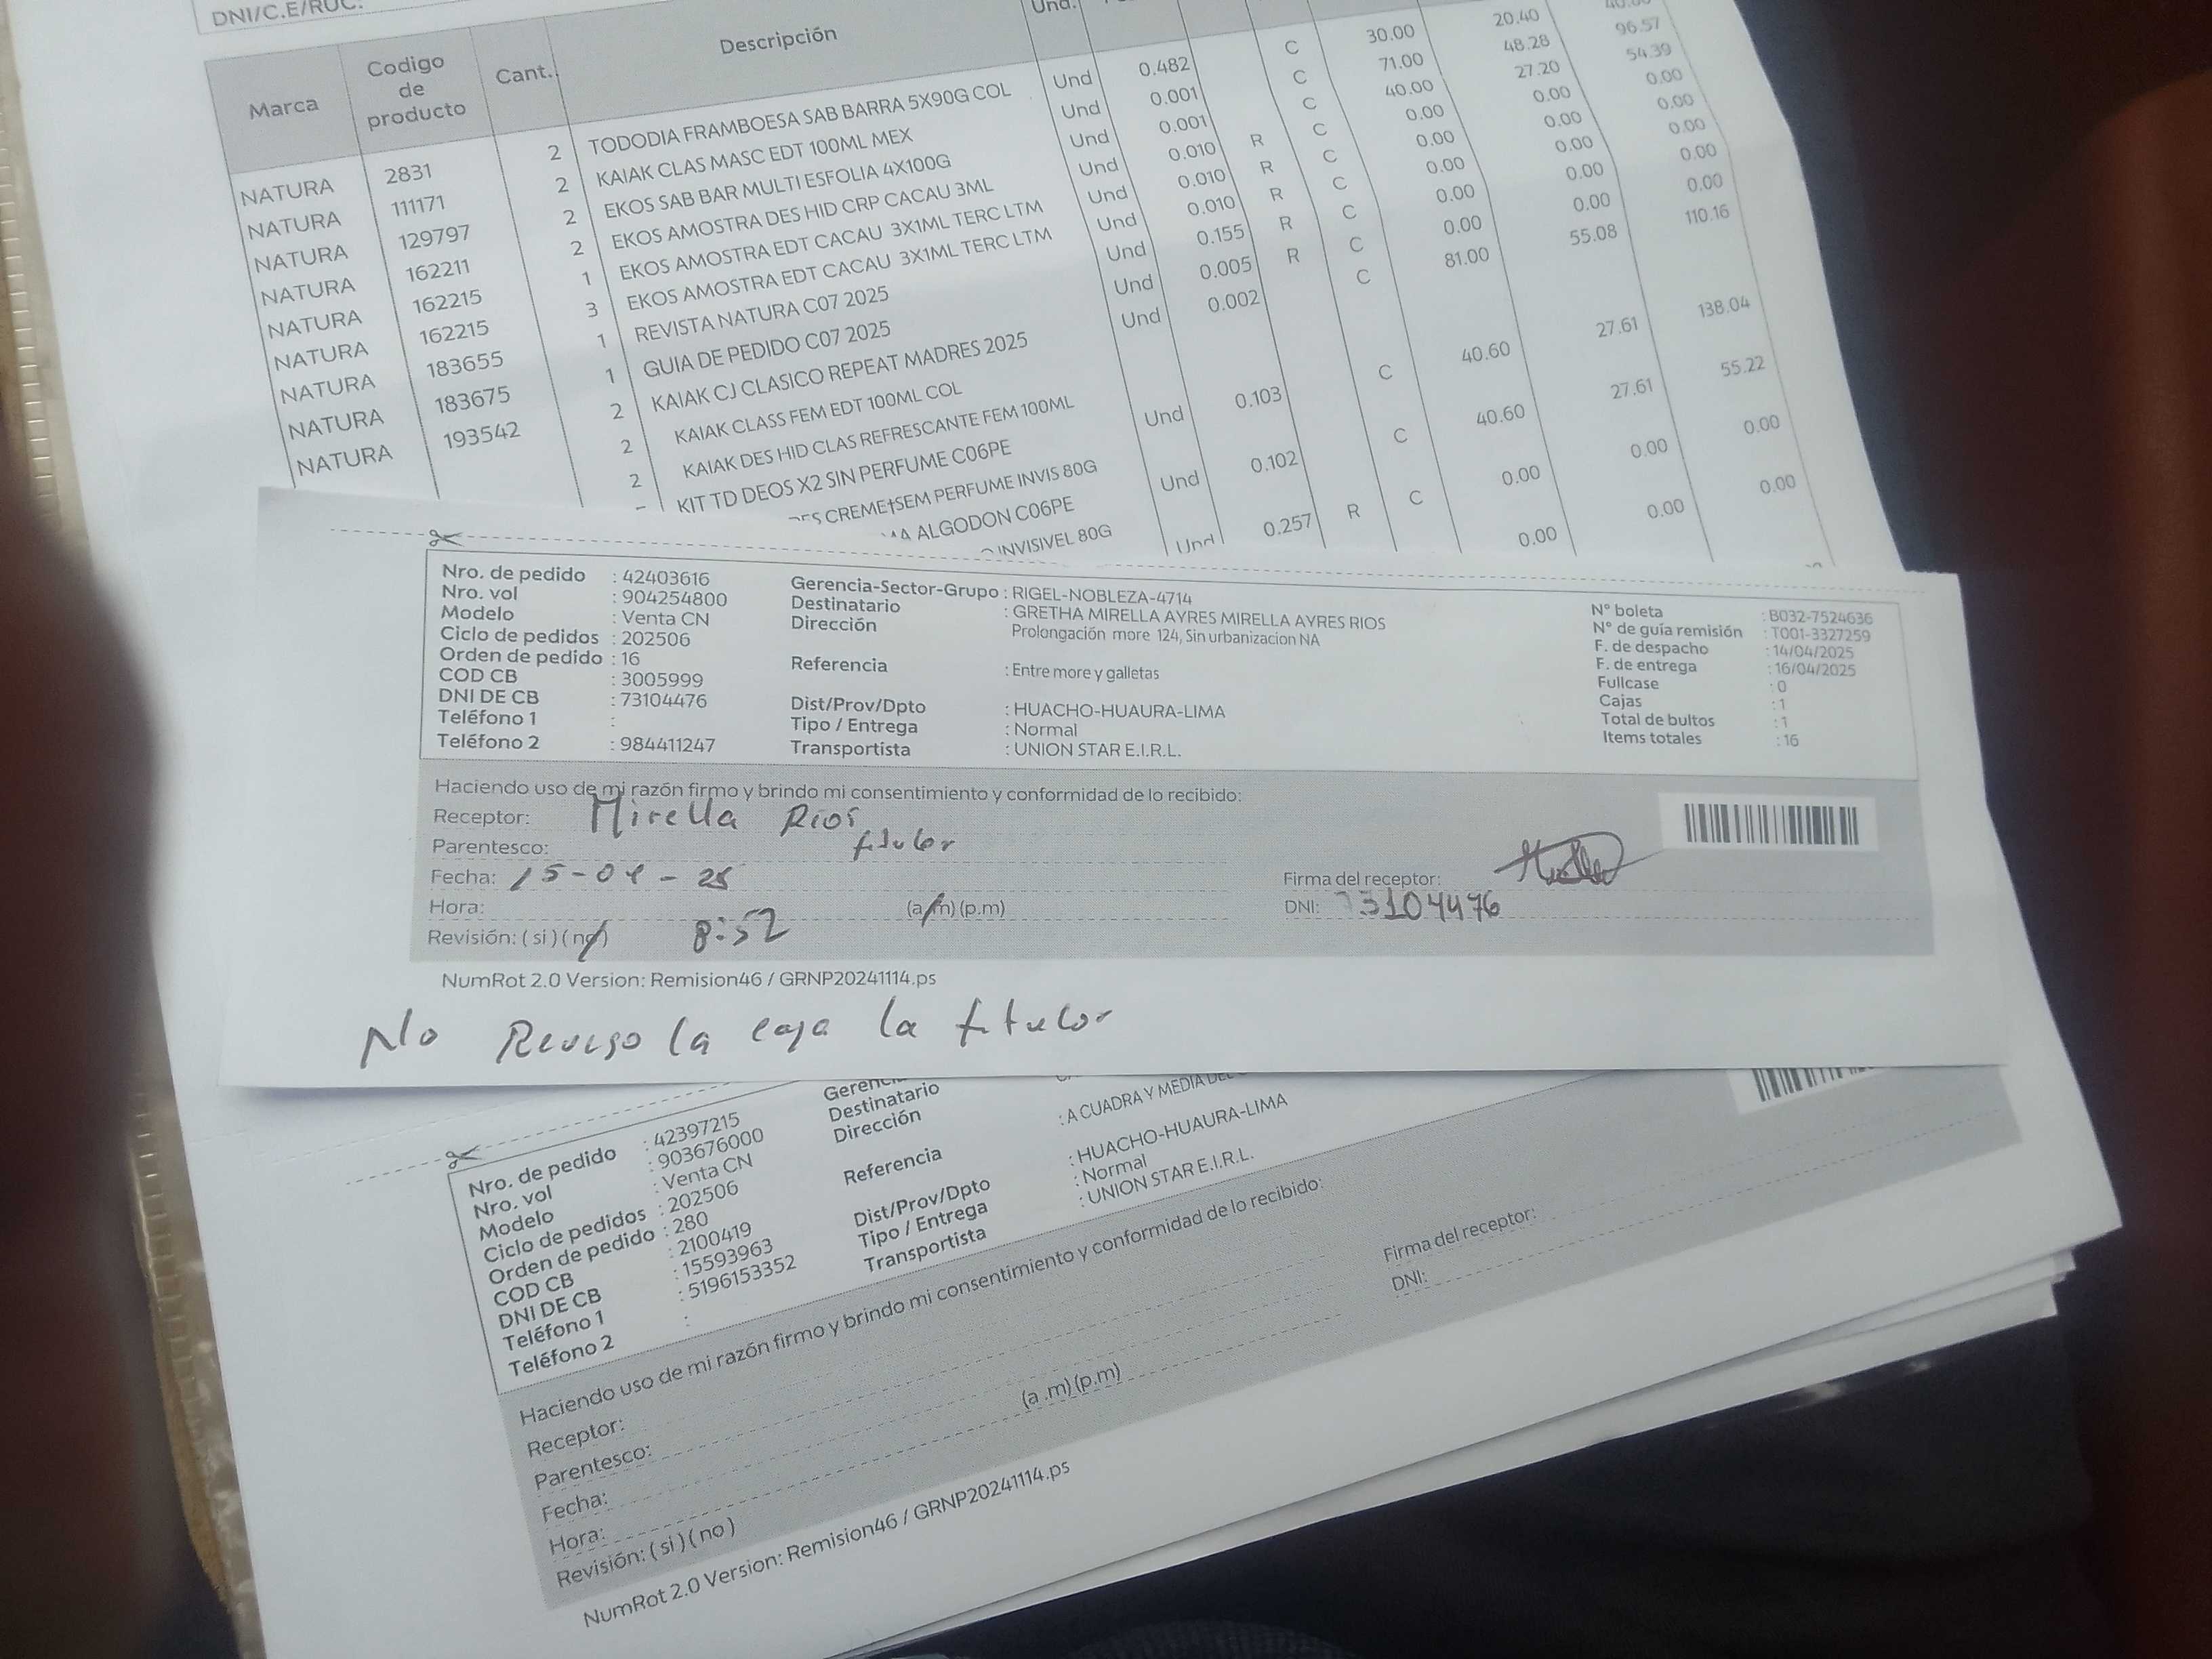 DNI/C.E/RUC:
Marca Codigo de producto Cant. Descripción Und.
NATURA 2831 2 TODODIA FRAMBOESA SAB BARRA 5X90G COL Und 0.482 C 30.00 20.40
NATURA 111171 2 KAIAK CLAS MASC EDT 100ML MEX Und 0.001 C 71.00 48.28 96.57
NATURA 129797 2 EKOS SAB BAR MULTI ESFOLIA 4X100G Und 0.001 C 40.00 27.20 54.39
NATURA 162211 2 EKOS AMOSTRA DES HID CRP CACAU 3ML Und 0.010 R C 0.00 0.00 0.00
NATURA 162215 1 EKOS AMOSTRA EDT CACAU 3X1ML TERC LTM Und 0.010 R C 0.00 0.00 0.00
NATURA 162215 3 EKOS AMOSTRA EDT CACAU 3X1ML TERC LTM Und 0.010 R C 0.00 0.00 0.00
NATURA 183655 1 REVISTA NATURA C07 2025 Und 0.155 R C 0.00 0.00 0.00
NATURA 183675 1 GUIA DE PEDIDO C07 2025 Und 0.005 R C 0.00 0.00 0.00
NATURA 193542 2 KAIAK CJ CLASICO REPEAT MADRES 2025 Und 0.002 C 81.00 55.08 110.16
2 KAIAK CLASS FEM EDT 100ML COL
2 KAIAK DES HID CLAS REFRESCANTE FEM 100ML
KIT TD DEOS X2 SIN PERFUME C06PE Und 0.103 C 40.60 27.61 138.04
CREME†SEM PERFUME INVIS 80G
ALGODON C06PE Und 0.102 C 40.60 27.61 55.22
INVISIVEL 80G Und 0.257 R C 0.00 0.00 0.00
0.00 0.00 0.00
Nro. de pedido : 42403616 Gerencia-Sector-Grupo : RIGEL-NOBLEZA-4714 N° boleta : B032-7524636
Nro. vol : 904254800 Destinatario : GRETHA MIRELLA AYRES MIRELLA AYRES RIOS N° de guía remisión : T001-3327259
Modelo : Venta CN Dirección Prolongación more 124, Sin urbanizacion NA F. de despacho : 14/04/2025
Ciclo de pedidos : 202506 F. de entrega : 16/04/2025
Orden de pedido : 16 Referencia : Entre more y galletas Fullcase : 0
COD CB : 3005999 Cajas : 1
DNI DE CB : 73104476 Dist/Prov/Dpto : HUACHO-HUAURA-LIMA Total de bultos : 1
Teléfono 1 : Tipo / Entrega : Normal Items totales : 16
Teléfono 2 : 984411247 Transportista : UNION STAR E.I.R.L.
Haciendo uso de mi razón firmo y brindo mi consentimiento y conformidad de lo recibido:
Receptor: Mirella Rios
Parentesco: titular
Fecha: 15-04-25 Firma del receptor:
Hora: 8:52 (a.m) (p.m) DNI: 73104476
Revisión: ( si ) ( no )
NumRot 2.0 Version: Remision46 / GRNP20241114.ps
No Reviso la caja la titular
Nro. de pedido : 42397215
Nro. vol : 903676000 Destinatario
Modelo : Venta CN Dirección : A CUADRA Y MEDIA
Ciclo de pedidos : 202506
Orden de pedido : 280 Referencia
COD CB : 2100419 Dist/Prov/Dpto : HUACHO-HUAURA-LIMA
DNI DE CB : 15593963 Tipo / Entrega : Normal
Teléfono 1 : 5196153352 Transportista : UNION STAR E.I.R.L.
Teléfono 2 :
Haciendo uso de mi razón firmo y brindo mi consentimiento y conformidad de lo recibido:
Receptor: Firma del receptor:
Parentesco: DNI:
Fecha:
Hora: (a .m) (p.m)
Revisión: ( si ) ( no )
NumRot 2.0 Version: Remision46 / GRNP20241114.ps